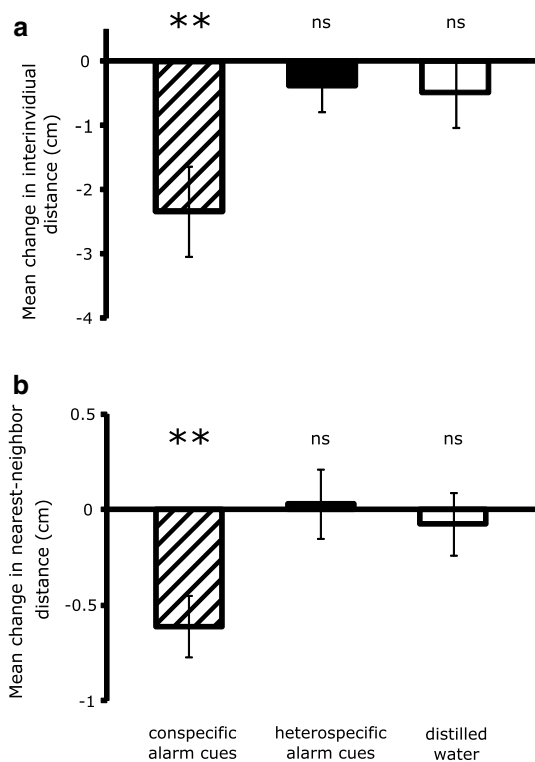 a
** ns ns
0
-1
-2
-3
-4
Mean change in interinvidiual
distance (cm)
b
0.5
** ns ns
0
-0.5
-1
Mean change in nearest-neighbor
distance (cm)
conspecific heterospecific distilled
alarm cues alarm cues water